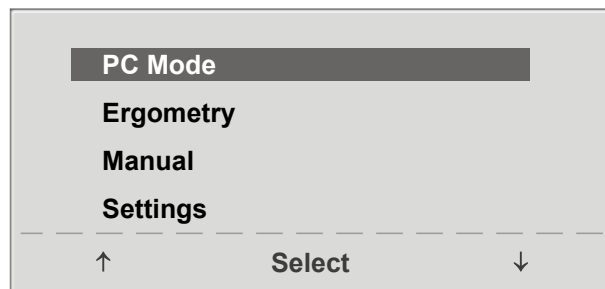 PC Mode
Ergometry
Manual
Settings
↑ Select ↓